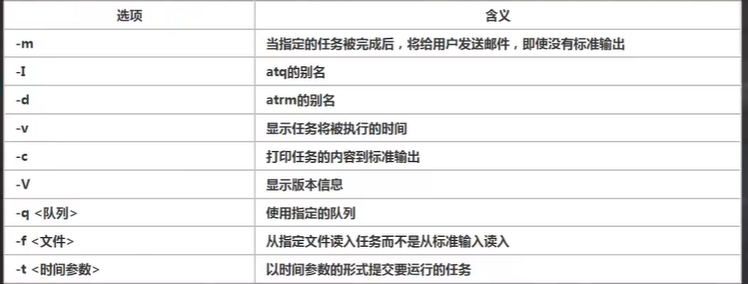 选项 含义
-m 当指定的任务被完成后，将给用户发送邮件，即使没有标准输出
-I atq的别名
-d atrm的别名
-v 显示任务将被执行的时间
-c 打印任务的内容到标准输出
-V 显示版本信息
-q <队列> 使用指定的队列
-f <文件> 从指定文件读入任务而不是从标准输入读入
-t <时间参数> 以时间参数的形式提交要运行的任务